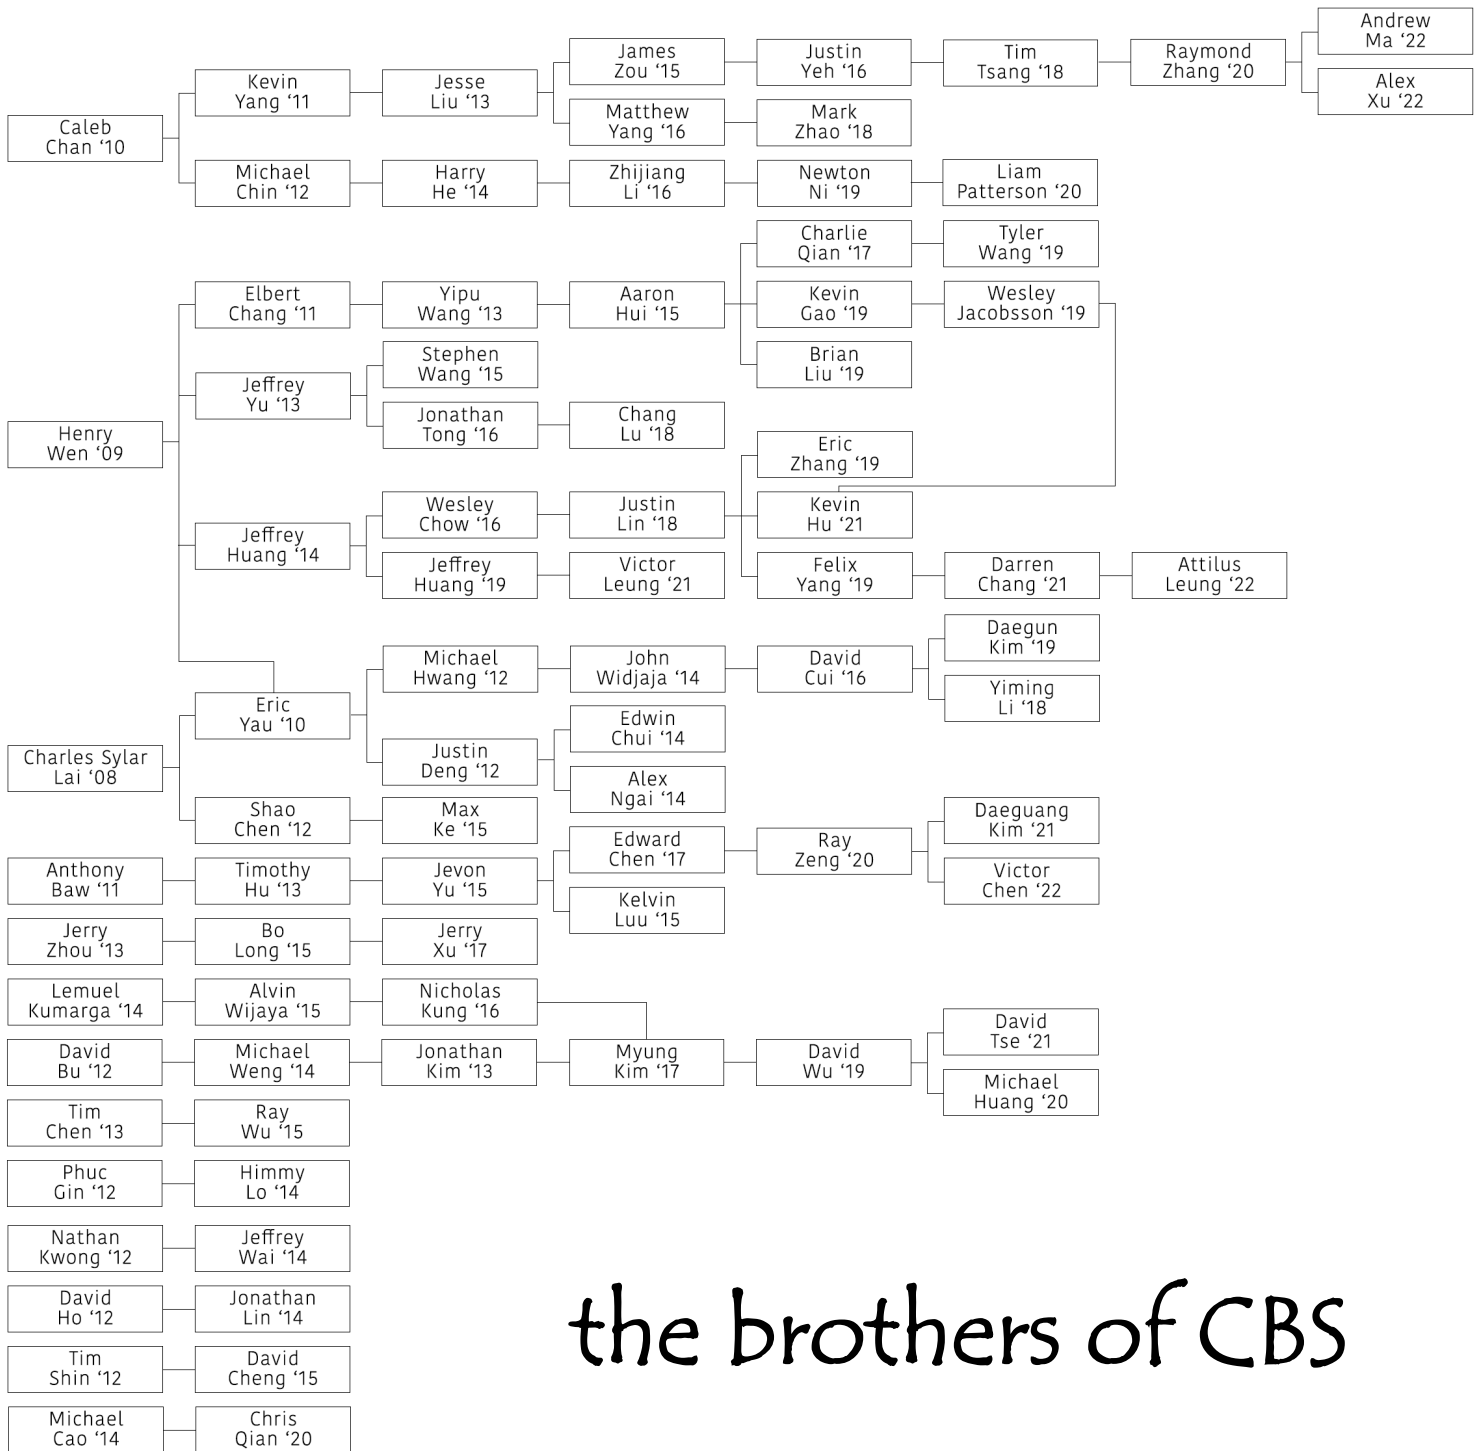 Andrew
Ma ‘22
James
Zou ‘15
Justin
Yeh ‘16
Tim
Tsang ‘18
Raymond
Zhang ‘20
Kevin
Yang ‘11
Jesse
Liu ‘13
Alex
Xu ‘22
Matthew
Yang ‘16
Mark
Zhao ‘18
Caleb
Chan ‘10
Michael
Chin ‘12
Harry
He ‘14
Zhijiang
Li ‘16
Newton
Ni ‘19
Liam
Patterson ‘20
Charlie
Qian ‘17
Tyler
Wang ‘19
Elbert
Chang ‘11
Yipu
Wang ‘13
Aaron
Hui ‘15
Kevin
Gao ‘19
Wesley
Jacobsson ‘19
Stephen
Wang ‘15
Brian
Liu ‘19
Jeffrey
Yu ‘13
Jonathan
Tong ‘16
Chang
Lu ‘18
Henry
Wen ‘09
Eric
Zhang ‘19
Wesley
Chow ‘16
Justin
Lin ‘18
Kevin
Hu ‘21
Jeffrey
Huang ‘14
Jeffrey
Huang ‘19
Victor
Leung ‘21
Felix
Yang ‘19
Darren
Chang ‘21
Attilus
Leung ‘22
Daegun
Kim ‘19
Michael
Hwang ‘12
John
Widjaja ‘14
David
Cui ‘16
Yiming
Li ‘18
Eric
Yau ‘10
Edwin
Chui ‘14
Charles Sylar
Lai ‘08
Justin
Deng ‘12
Alex
Ngai ‘14
Shao
Chen ‘12
Max
Ke ‘15
Daeguang
Kim ‘21
Edward
Chen ‘17
Ray
Zeng ‘20
Anthony
Baw ‘11
Timothy
Hu ‘13
Jevon
Yu ‘15
Victor
Chen ‘22
Kelvin
Luu ‘15
Jerry
Zhou ‘13
Bo
Long ‘15
Jerry
Xu ‘17
Lemuel
Kumarga ‘14
Alvin
Wijaya ‘15
Nicholas
Kung ‘16
David
Tse ‘21
David
Bu ‘12
Michael
Weng ‘14
Jonathan
Kim ‘13
Myung
Kim ‘17
David
Wu ‘19
Michael
Huang ‘20
Tim
Chen ‘13
Ray
Wu ‘15
Phuc
Gin ‘12
Himmy
Lo ‘14
Nathan
Kwong ‘12
Jeffrey
Wai ‘14
David
Ho ‘12
Jonathan
Lin ‘14
the brothers of CBS
Tim
Shin ‘12
David
Cheng ‘15
Michael
Cao ‘14
Chris
Qian ‘20